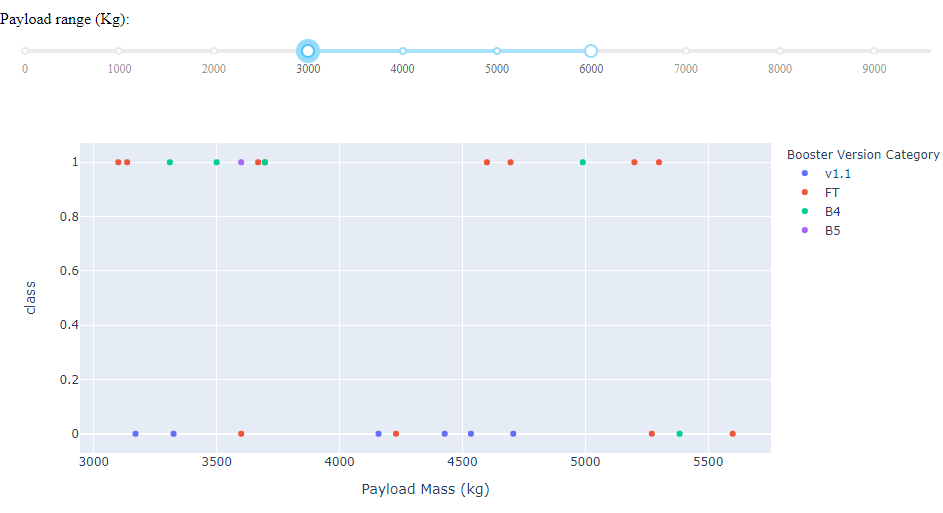 Payload range (Kg):
0 1000 2000 3000 4000 5000 6000 7000 8000 9000
Booster Version Category
v1.1
FT
B4
B5
class
1
0.8
0.6
0.4
0.2
0
3000 3500 4000 4500 5000 5500
Payload Mass (kg)